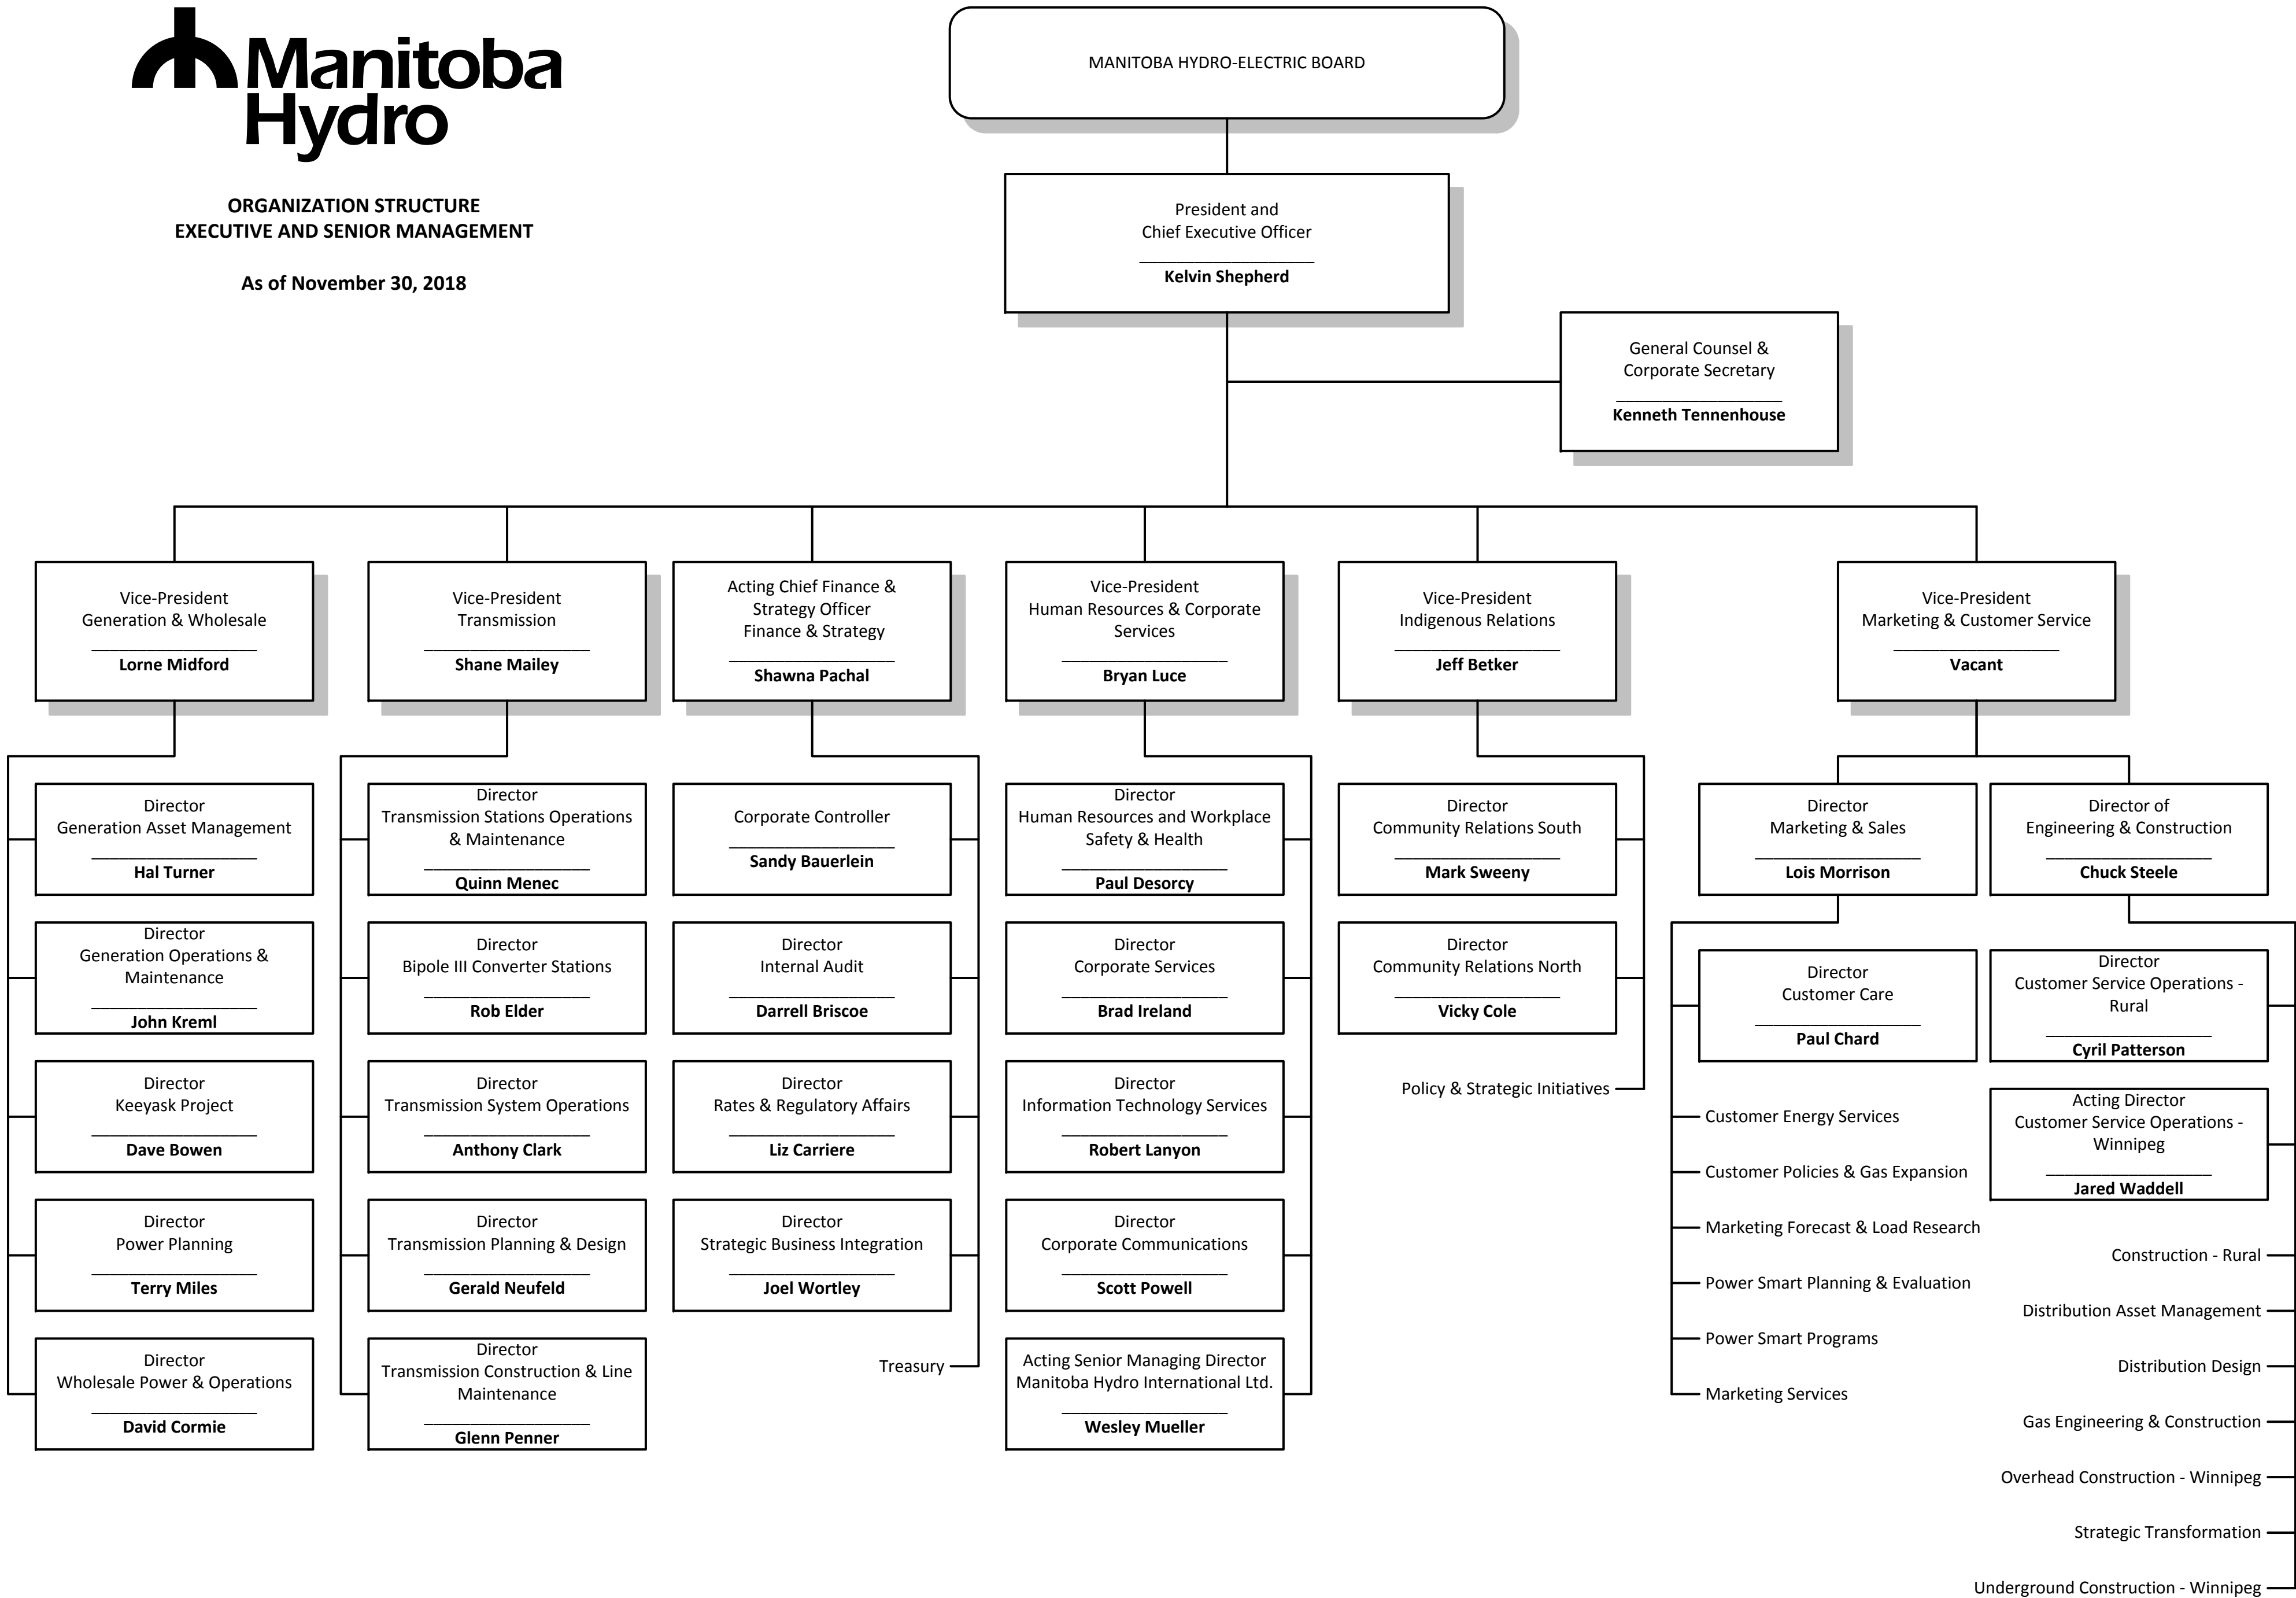 Manitoba
Hydro
ORGANIZATION STRUCTURE
EXECUTIVE AND SENIOR MANAGEMENT
As of November 30, 2018
MANITOBA HYDRO-ELECTRIC BOARD
President and
Chief Executive Officer
Kelvin Shepherd
General Counsel &
Corporate Secretary
Kenneth Tennenhouse
Vice-President
Generation & Wholesale
Lorne Midford
Vice-President
Transmission
Shane Mailey
Acting Chief Finance &
Strategy Officer
Finance & Strategy
Shawna Pachal
Vice-President
Human Resources & Corporate
Services
Bryan Luce
Vice-President
Indigenous Relations
Jeff Betker
Vice-President
Marketing & Customer Service
Vacant
Director
Generation Asset Management
Hal Turner
Director
Generation Operations &
Maintenance
John Kreml
Director
Keeyask Project
Dave Bowen
Director
Power Planning
Terry Miles
Director
Wholesale Power & Operations
David Cormie
Director
Transmission Stations Operations
& Maintenance
Quinn Menec
Director
Bipole III Converter Stations
Rob Elder
Director
Transmission System Operations
Anthony Clark
Director
Transmission Planning & Design
Gerald Neufeld
Director
Transmission Construction & Line
Maintenance
Glenn Penner
Corporate Controller
Sandy Bauerlein
Director
Internal Audit
Darrell Briscoe
Director
Rates & Regulatory Affairs
Liz Carriere
Director
Strategic Business Integration
Joel Wortley
Treasury
Director
Human Resources and Workplace
Safety & Health
Paul Desorcy
Director
Corporate Services
Brad Ireland
Director
Information Technology Services
Robert Lanyon
Director
Corporate Communications
Scott Powell
Acting Senior Managing Director
Manitoba Hydro International Ltd.
Wesley Mueller
Director
Community Relations South
Mark Sweeny
Director
Community Relations North
Vicky Cole
Policy & Strategic Initiatives
Director
Marketing & Sales
Lois Morrison
Director
Customer Care
Paul Chard
Customer Energy Services
Customer Policies & Gas Expansion
Marketing Forecast & Load Research
Power Smart Planning & Evaluation
Power Smart Programs
Marketing Services
Director of
Engineering & Construction
Chuck Steele
Director
Customer Service Operations -
Rural
Cyril Patterson
Acting Director
Customer Service Operations -
Winnipeg
Jared Waddell
Construction - Rural
Distribution Asset Management
Distribution Design
Gas Engineering & Construction
Overhead Construction - Winnipeg
Strategic Transformation
Underground Construction - Winnipeg